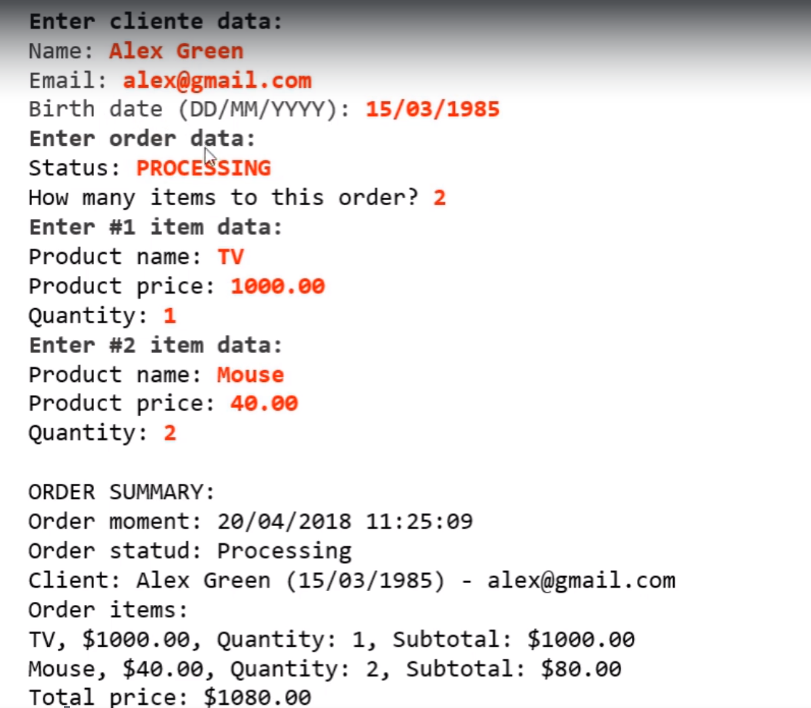 Enter cliente data:
Name: Alex Green
Email: alex@gmail.com
Birth date (DD/MM/YYYY): 15/03/1985
Enter order data:
Status: PROCESSING
How many items to this order? 2
Enter #1 item data:
Product name: TV
Product price: 1000.00
Quantity: 1
Enter #2 item data:
Product name: Mouse
Product price: 40.00
Quantity: 2
ORDER SUMMARY:
Order moment: 20/04/2018 11:25:09
Order statud: Processing
Client: Alex Green (15/03/1985) - alex@gmail.com
Order items:
TV, $1000.00, Quantity: 1, Subtotal: $1000.00
Mouse, $40.00, Quantity: 2, Subtotal: $80.00
Total price: $1080.00